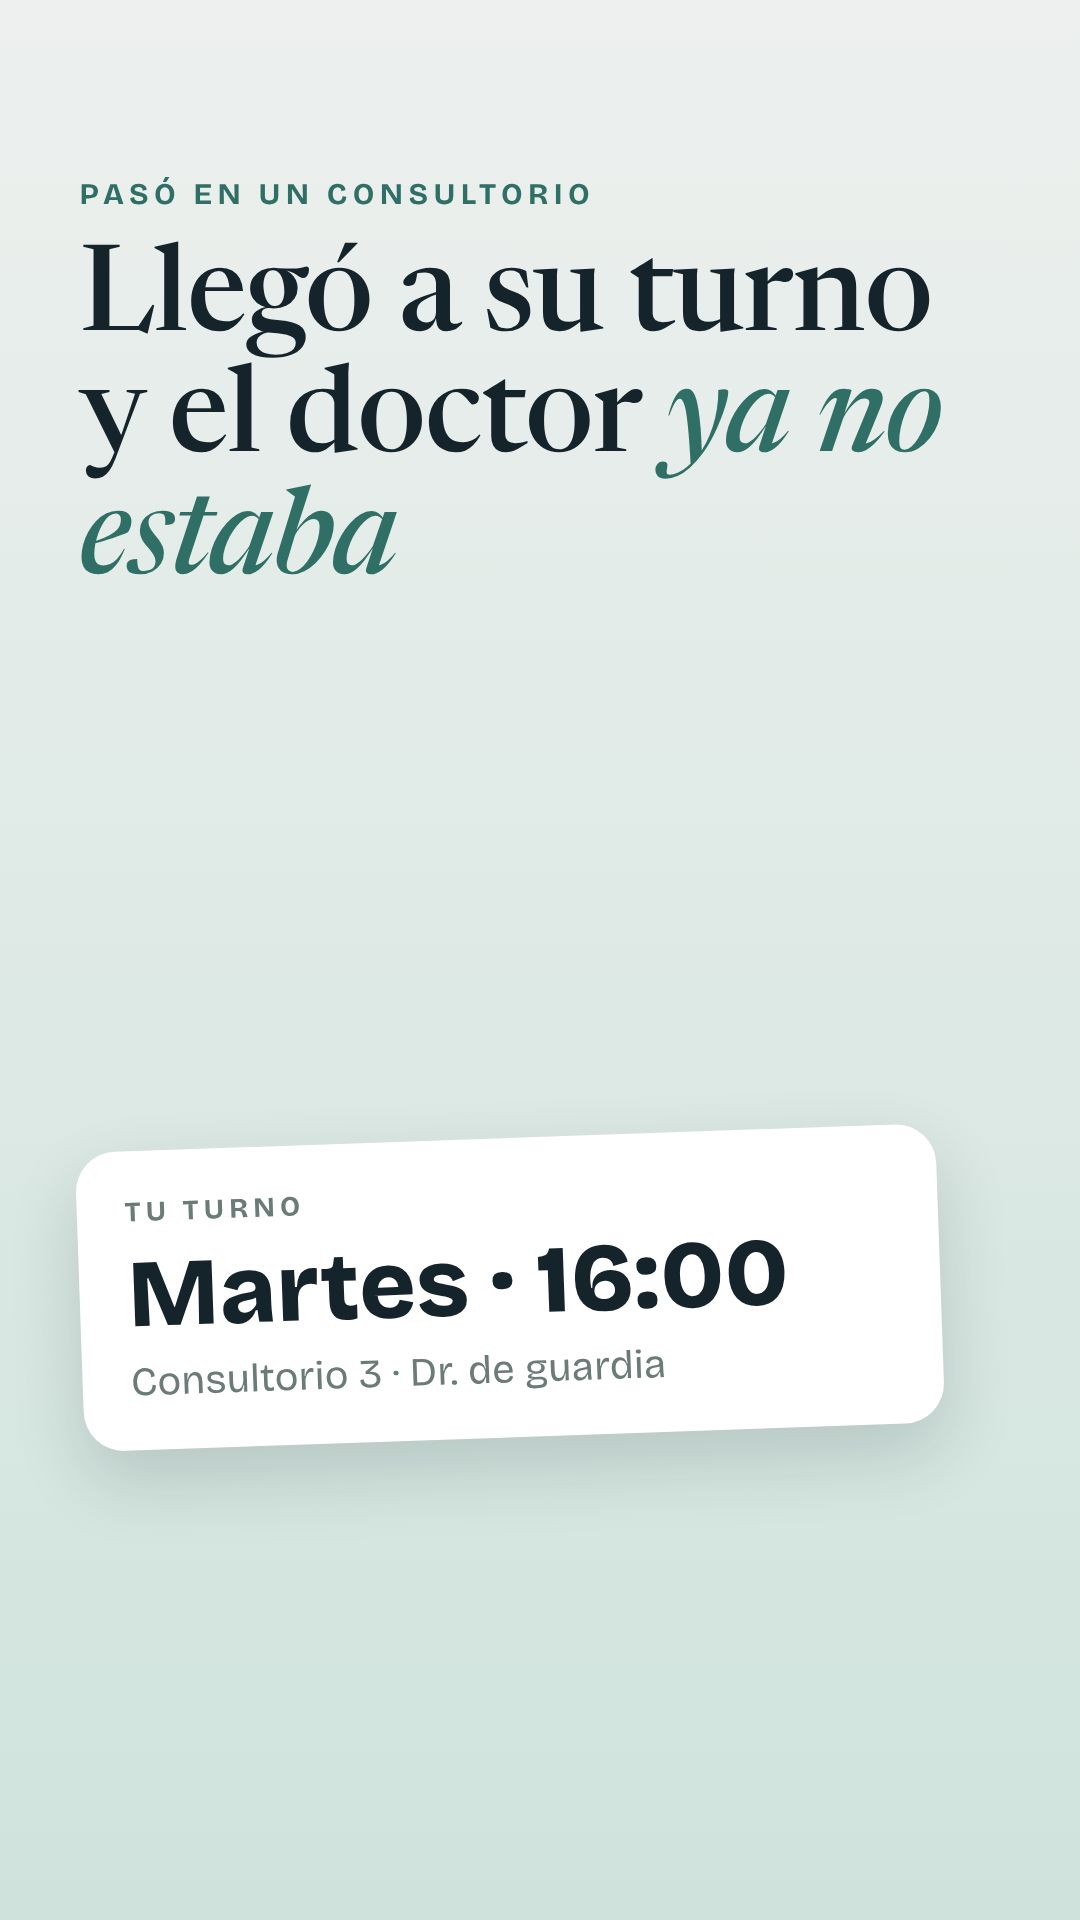 PASÓ EN UN CONSULTORIO
Llegó a su turno
y el doctor ya no
estaba
TU TURNO
Martes · 16:00
Consultorio 3 · Dr. de guardia